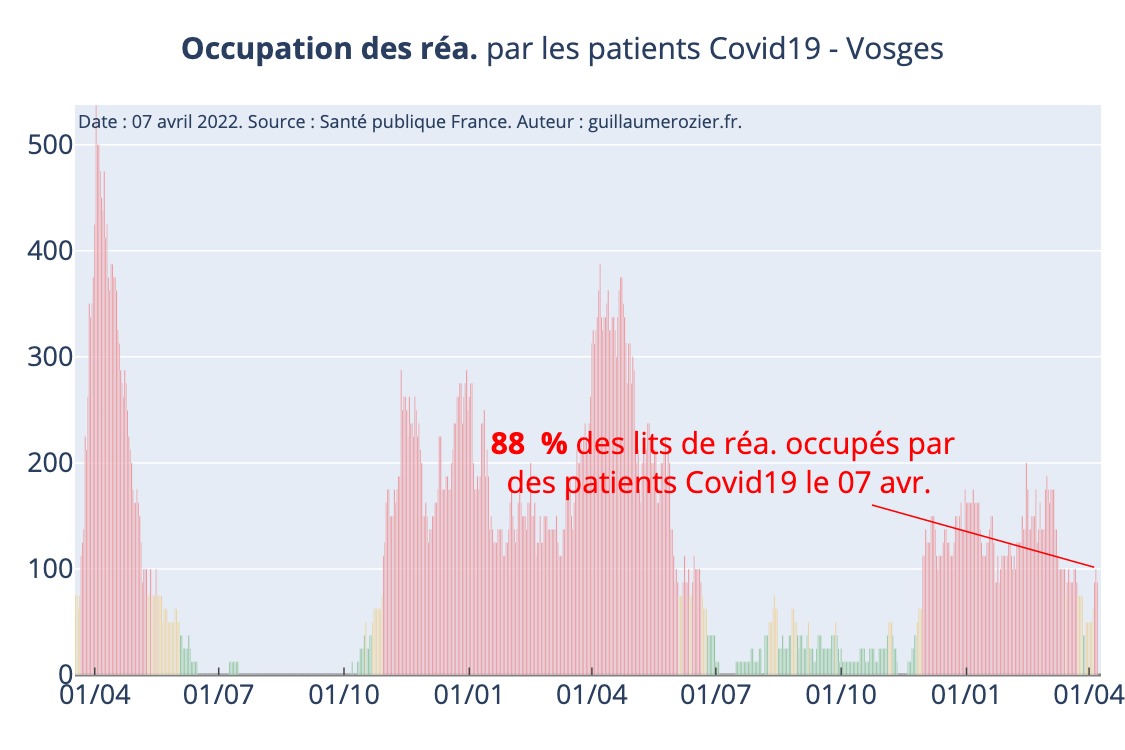 Occupation des réa. par les patients Covid19 - Vosges
Date : 07 avril 2022. Source : Santé publique France. Auteur : guillaumerozier.fr.
500
400
300
88 % des lits de réa. occupés par
200
des patients Covid19 le 07 avr.
100
0
01/04 01/07 01/10 01/01 01/04 01/07 01/10 01/01 01/04